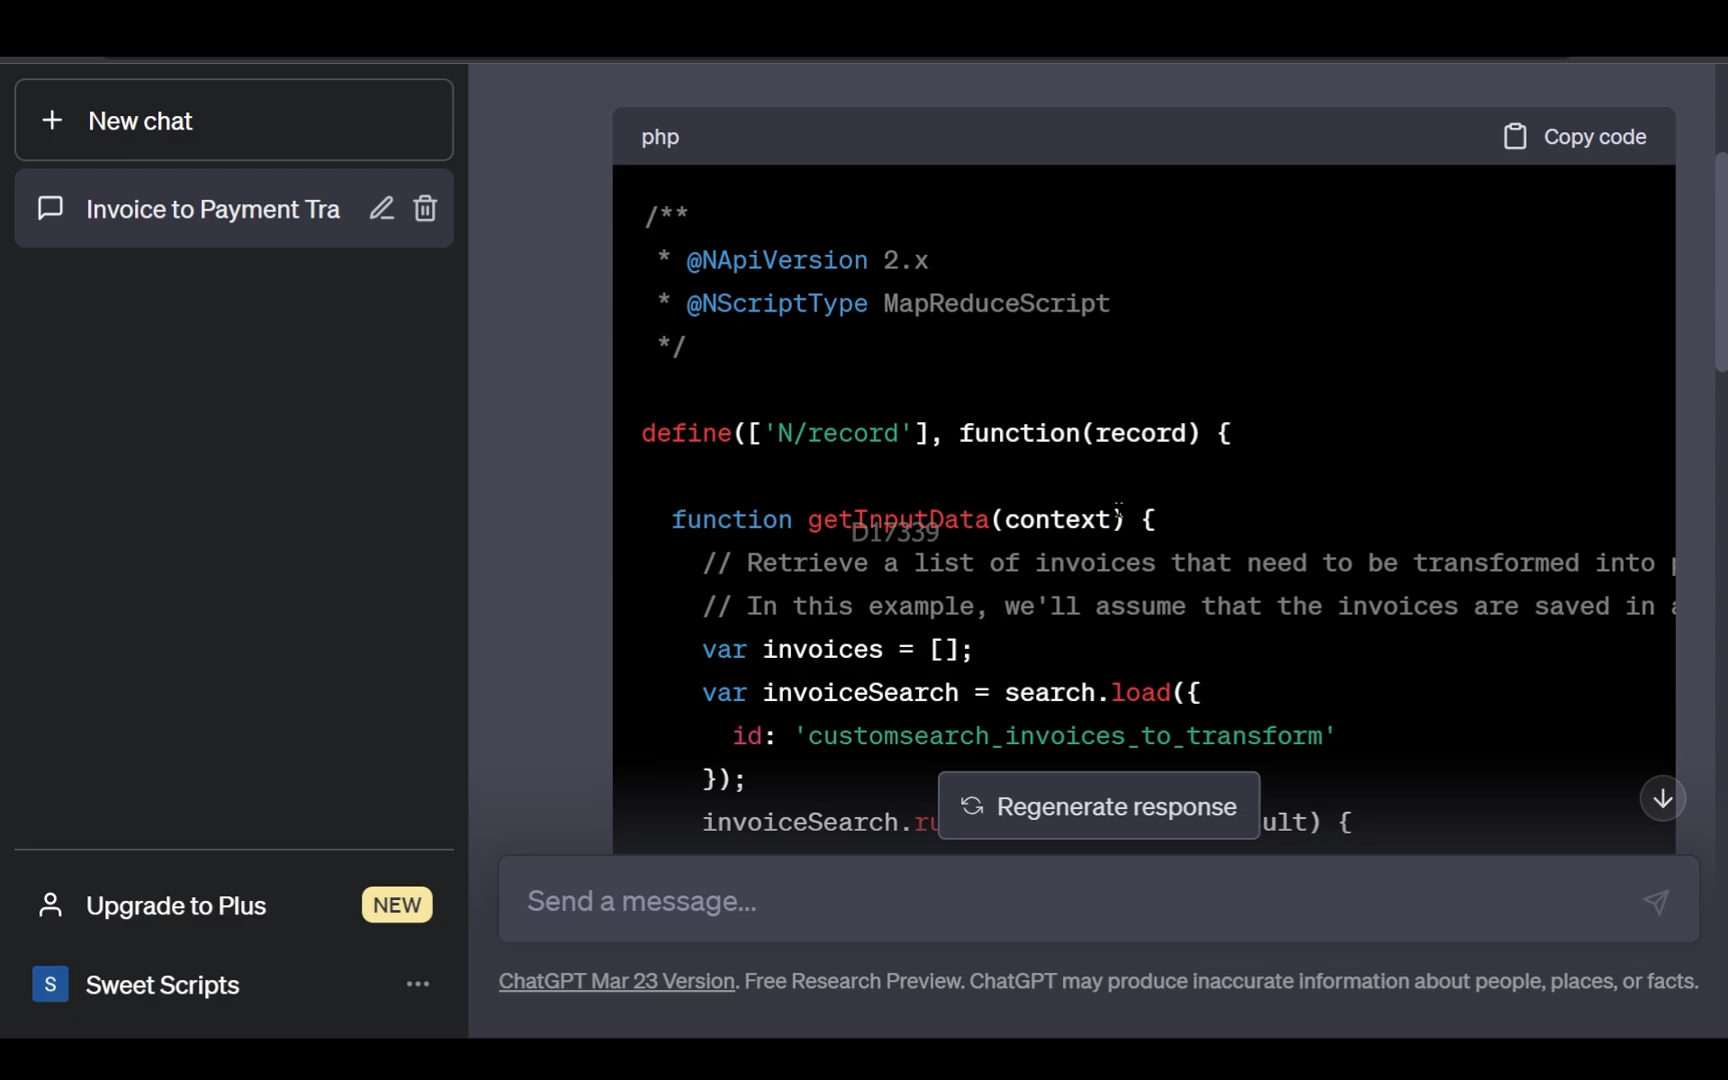 New chat
Invoice to Payment Tra
Upgrade to Plus NEW
S Sweet Scripts
php Copy code
/**
* @NApiVersion 2.x
* @NScriptType MapReduceScript
*/
define(['N/record'], function(record) {
function getInputData(context) {
D17339
// Retrieve a list of invoices that need to be transformed into
// In this example, we'll assume that the invoices are saved in
var invoices = [];
var invoiceSearch = search.load({
id: 'customsearch_invoices_to_transform'
});
invoiceSearch.ru ult) {
Regenerate response
Send a message...
ChatGPT Mar 23 Version. Free Research Preview. ChatGPT may produce inaccurate information about people, places, or facts.